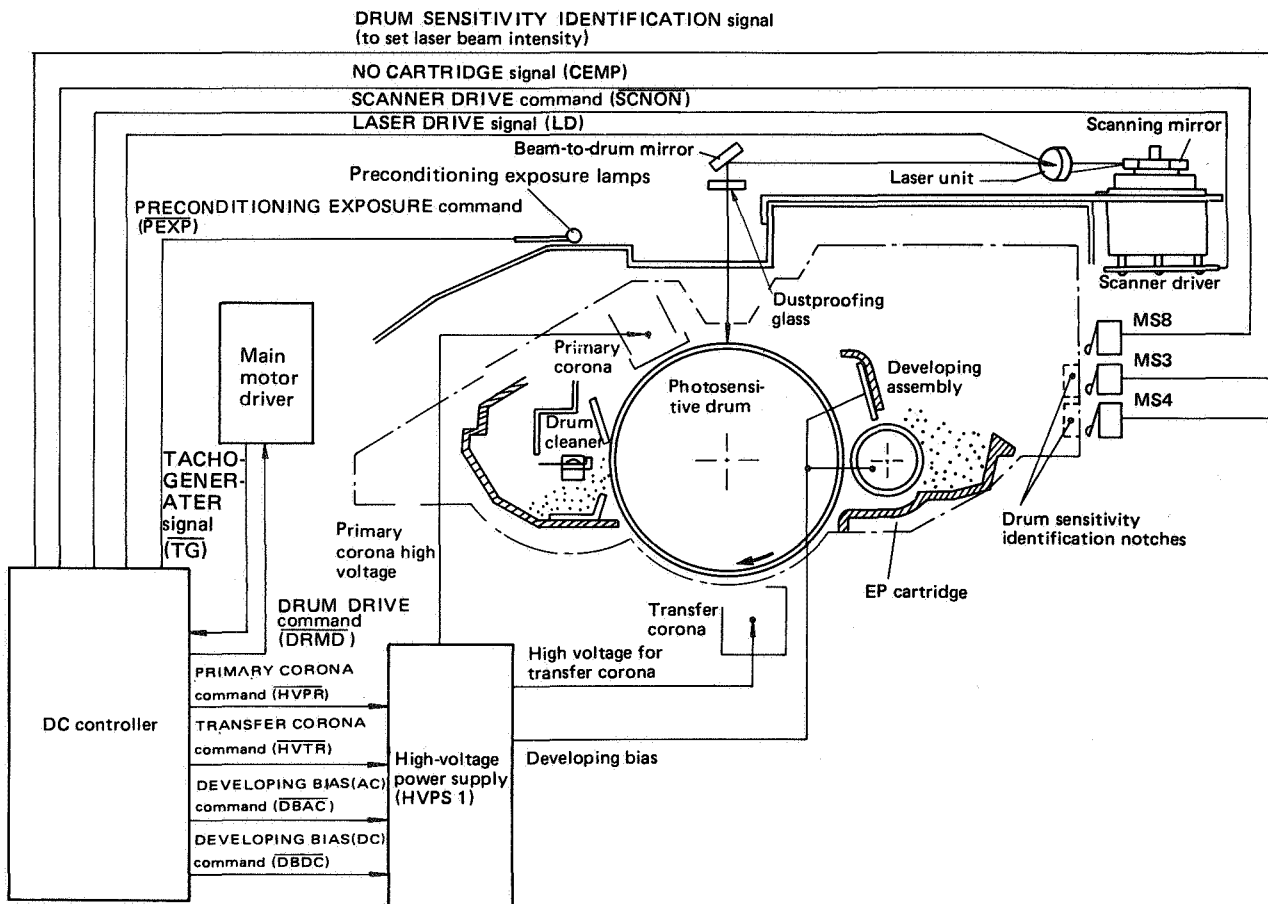 DRUM SENSITIVITY IDENTIFICATION signal
(to set laser beam intensity)
NO CARTRIDGE signal (CEMP)
SCANNER DRIVE command (SCNON)
LASER DRIVE signal (LD)
Scanning mirror
Beam-to-drum mirror
Laser unit
Preconditioning exposure lamps
PRECONDITIONING EXPOSURE command
(PEXP)
Scanner driver
Dustproofing
glass
MS8
MS3
MS4
Main
motor
driver
Primary
corona
Photosensi-
tive drum
Developing
assembly
Drum
cleaner
TACHO-
GENER-
ATER
signal
(TG)
Primary
corona high
voltage
Drum sensitivity
identification notches
EP cartridge
DRUM DRIVE
command
(DRMD)
Transfer
corona
High voltage for
transfer corona
DC controller
PRIMARY CORONA
command (HVPR)
TRANSFER CORONA
command (HVTR)
DEVELOPING BIAS(AC)
command (DBAC)
DEVELOPING BIAS(DC)
command (DBDC)
High-voltage
power supply
(HVPS 1)
Developing bias